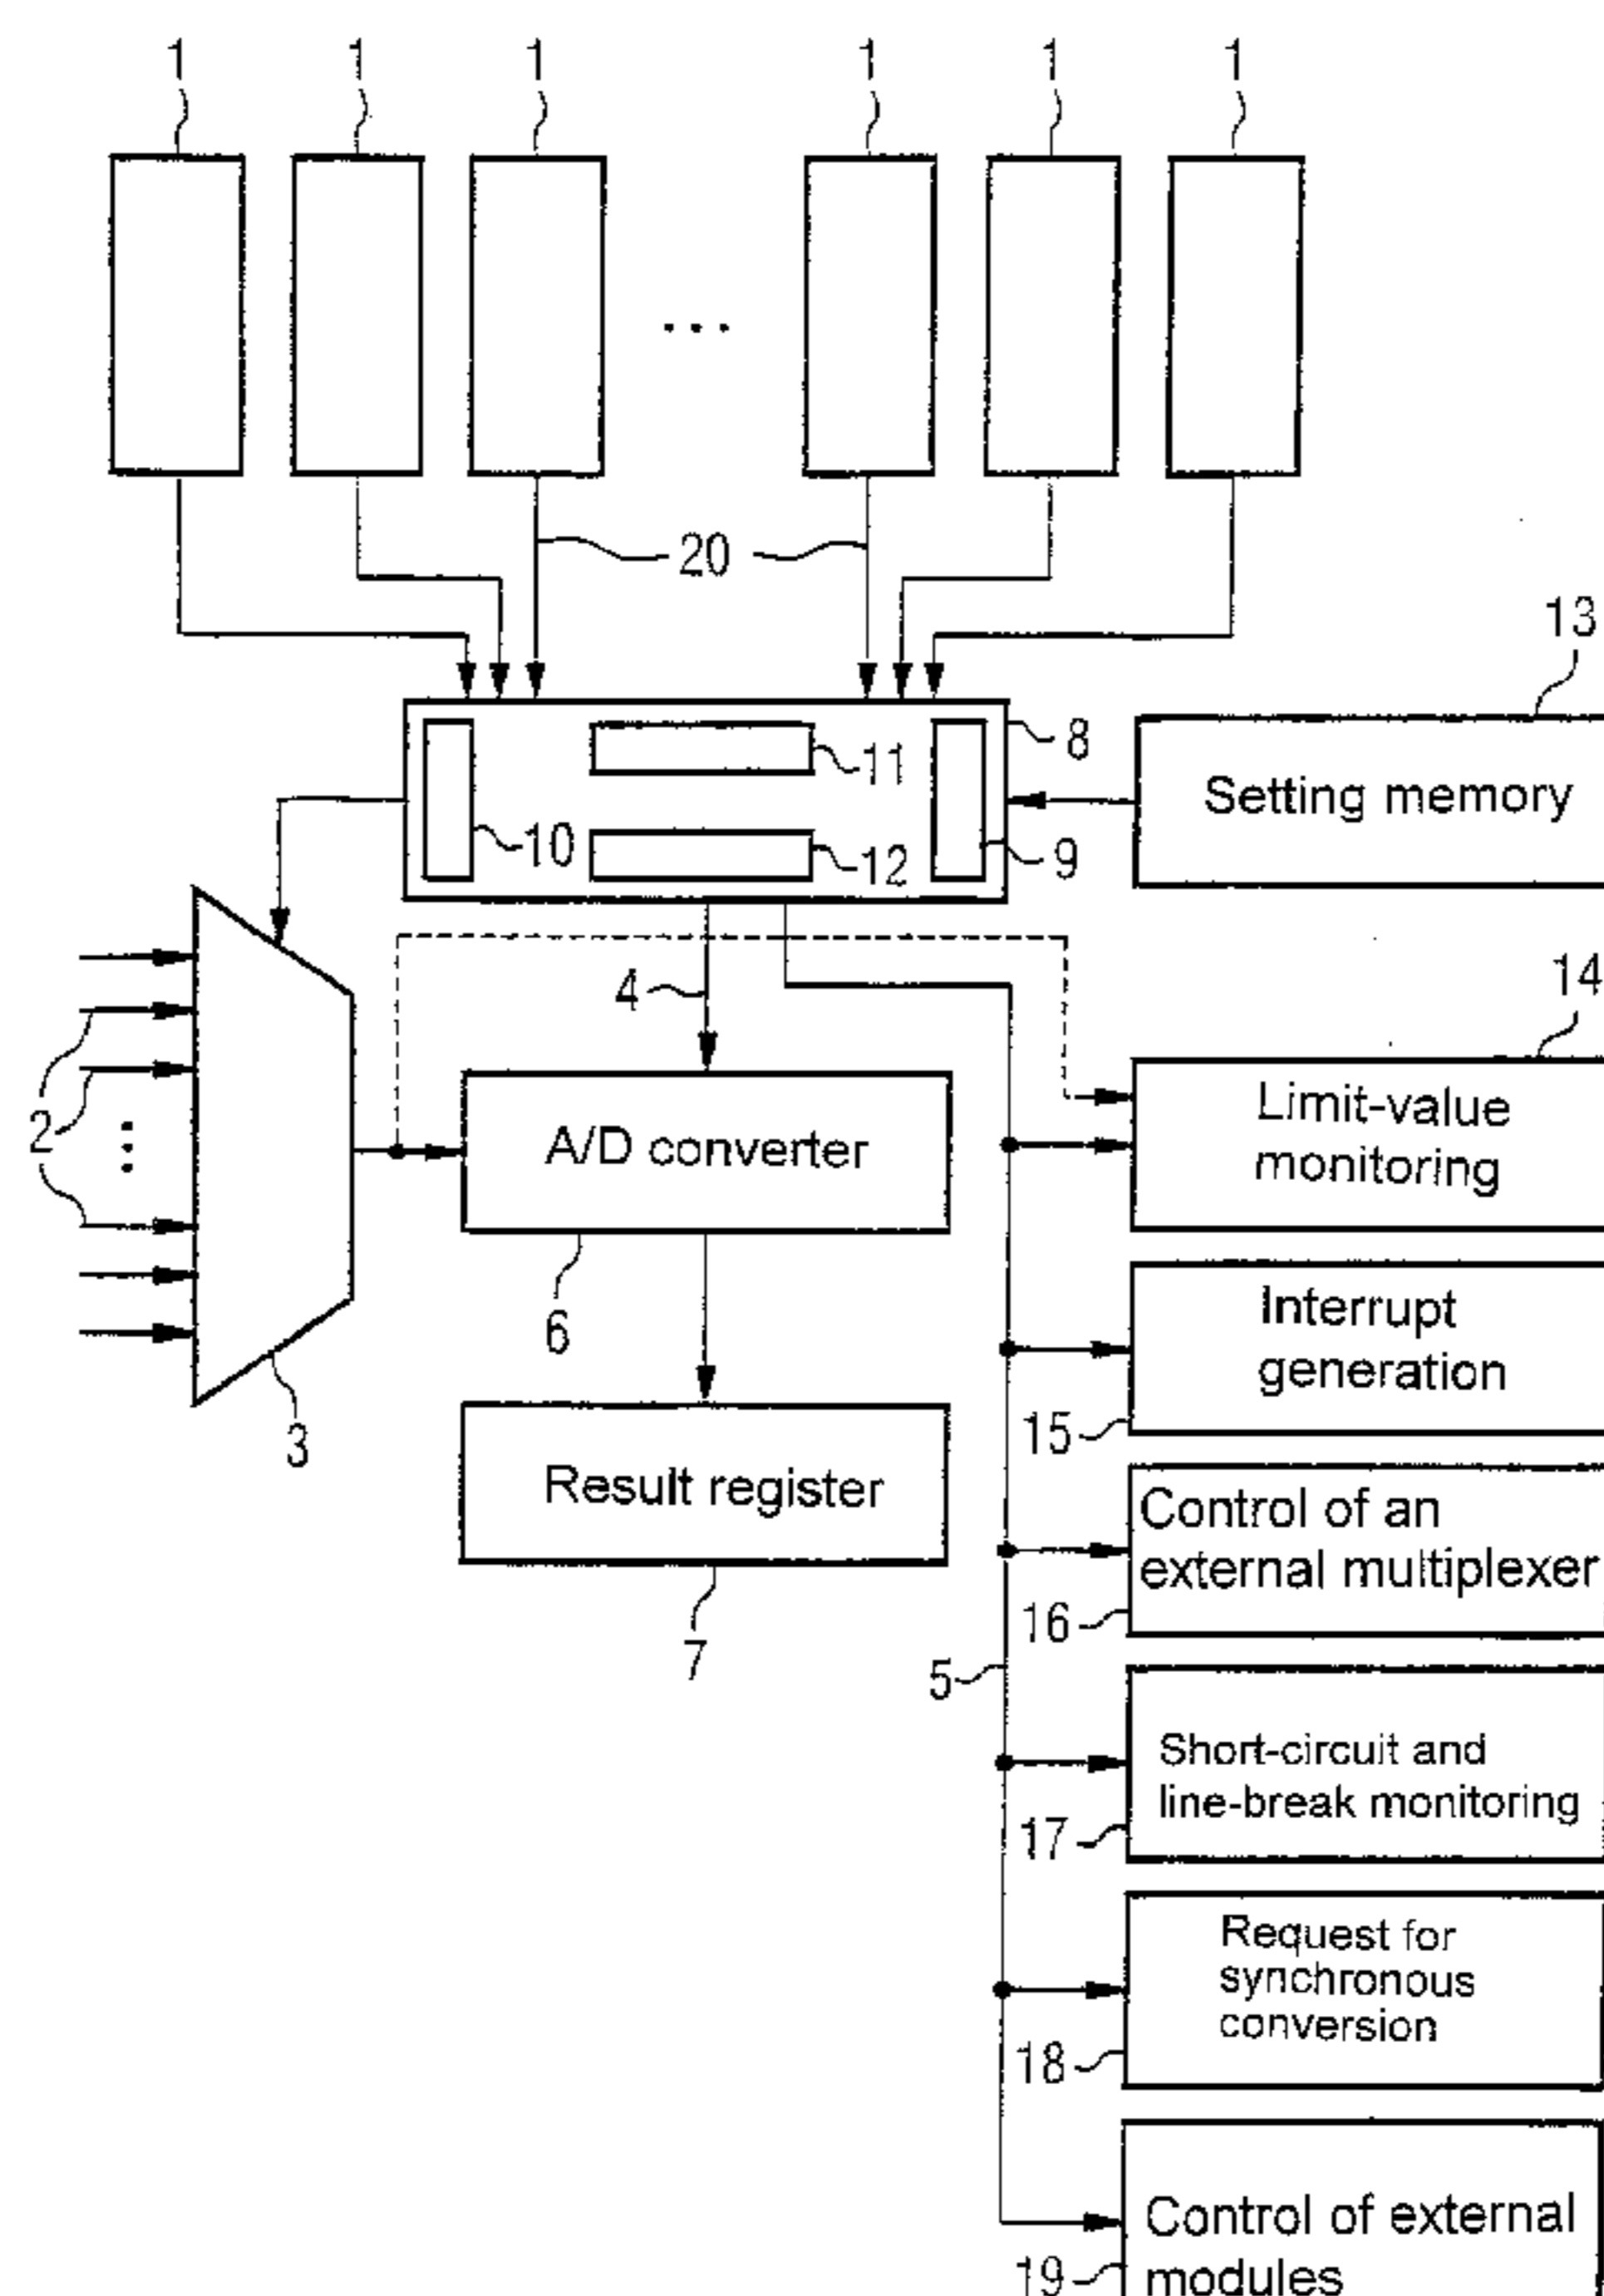 1 1 1 1 1 1
20
13
8
11
Setting memory
10
12
9
4
14
Limit-value
monitoring
2
A/D converter
6
Interrupt
generation
15
3
Result register
Control of an
external multiplexer
16
7
5
Short-circuit and
line-break monitoring
17
Request for
synchronous
conversion
18
Control of external
modules
19